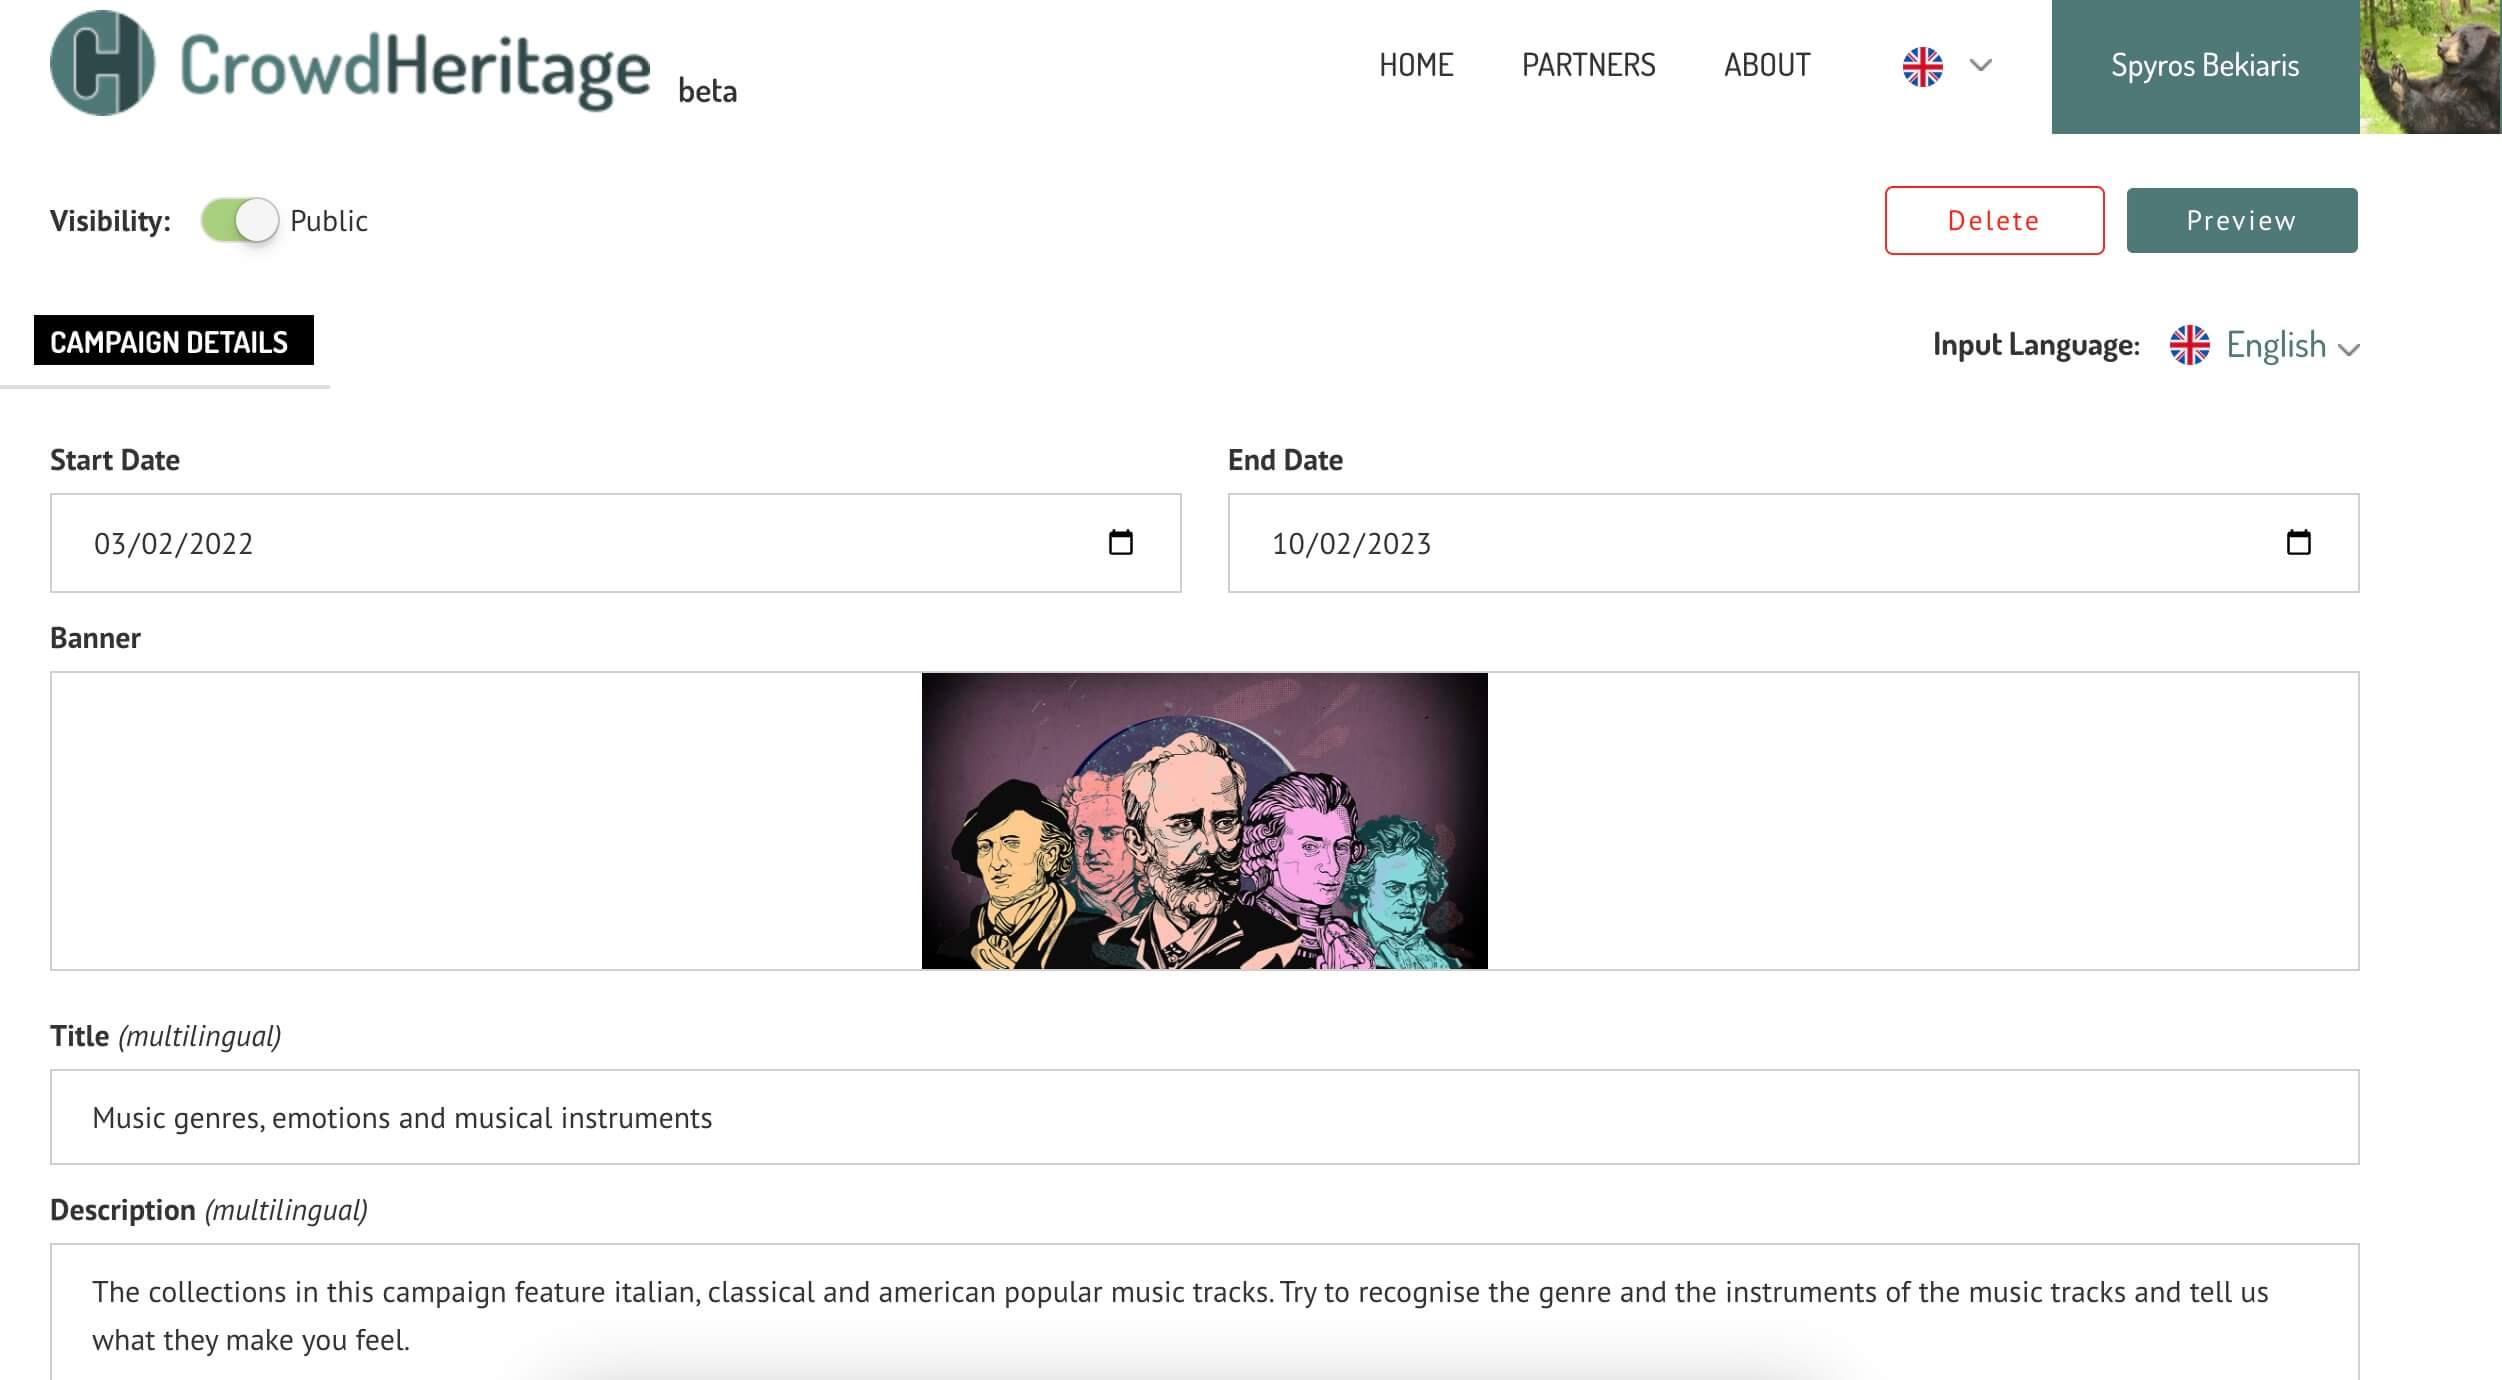 CrowdHeritage beta
HOME PARTNERS ABOUT Spyros Bekiaris
Visibility: Public Delete Preview
CAMPAIGN DETAILS Input Language: English
Start Date End Date
03/02/2022 10/02/2023
Banner
Title (multilingual)
Music genres, emotions and musical instruments
Description (multilingual)
The collections in this campaign feature italian, classical and american popular music tracks. Try to recognise the genre and the instruments of the music tracks and tell us
what they make you feel.